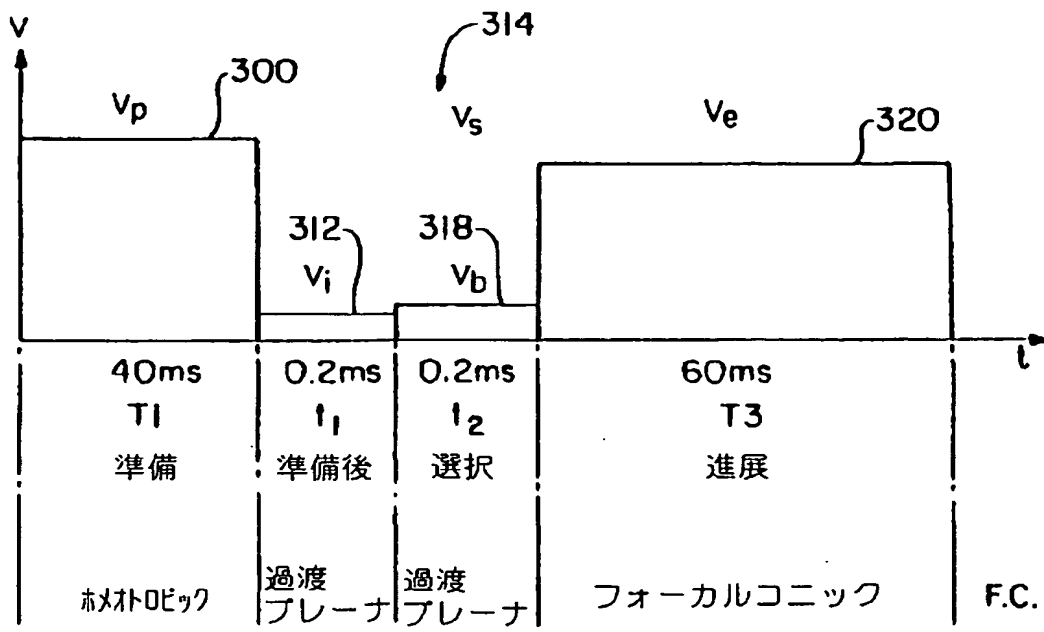 V
314
300
Vp
Vs
Ve
320
312
318
Vi
Vb
t
40ms
0.2ms
0.2ms
60ms
T1
t1
t2
T3
準備
準備後
選択
進展
ホメオトロピック
過渡
プレーナ
過渡
プレーナ
フォーカルコニック
F.C.